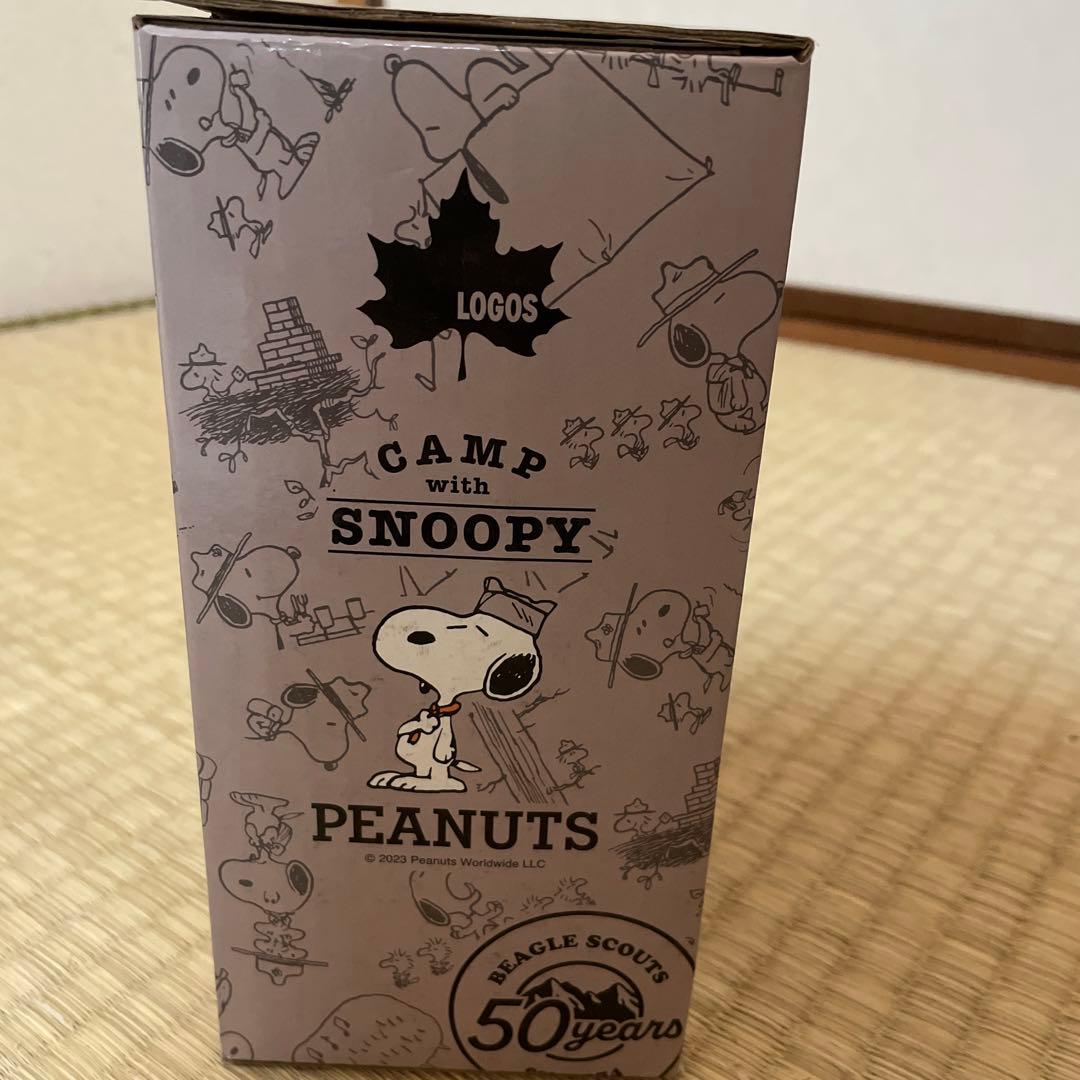 LOGOS
CAMP
with
SNOOPY
PEANUTS
© 2023 Peanuts Worldwide LLC
BEAGLE SCOUTS
50 years